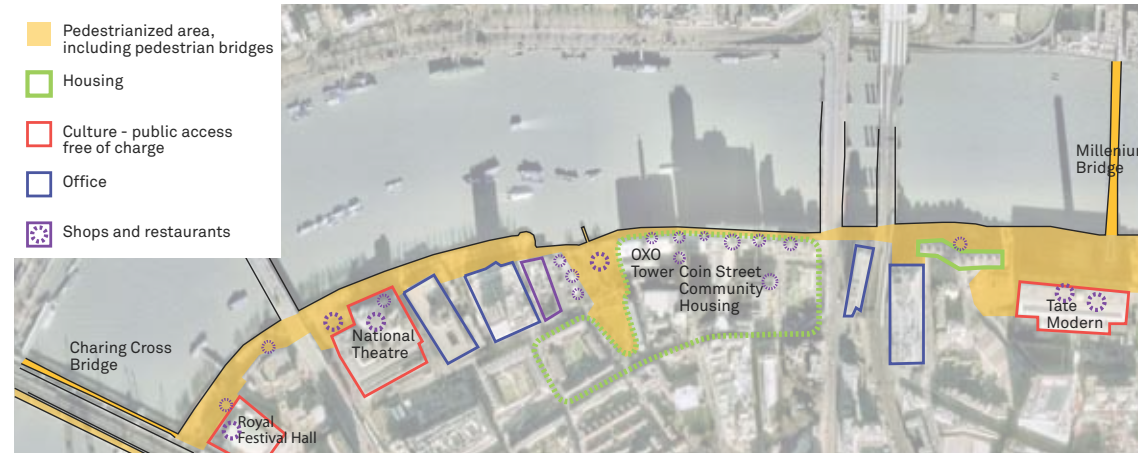 Pedestrianized area,
including pedestrian bridges
Housing
Culture - public access
free of charge
Office
Shops and restaurants
Millenium
Bridge
OXO
Tower
Coin Street
Community
Housing
National
Theatre
Tate
Modern
Charing Cross
Bridge
Royal
Festival Hall